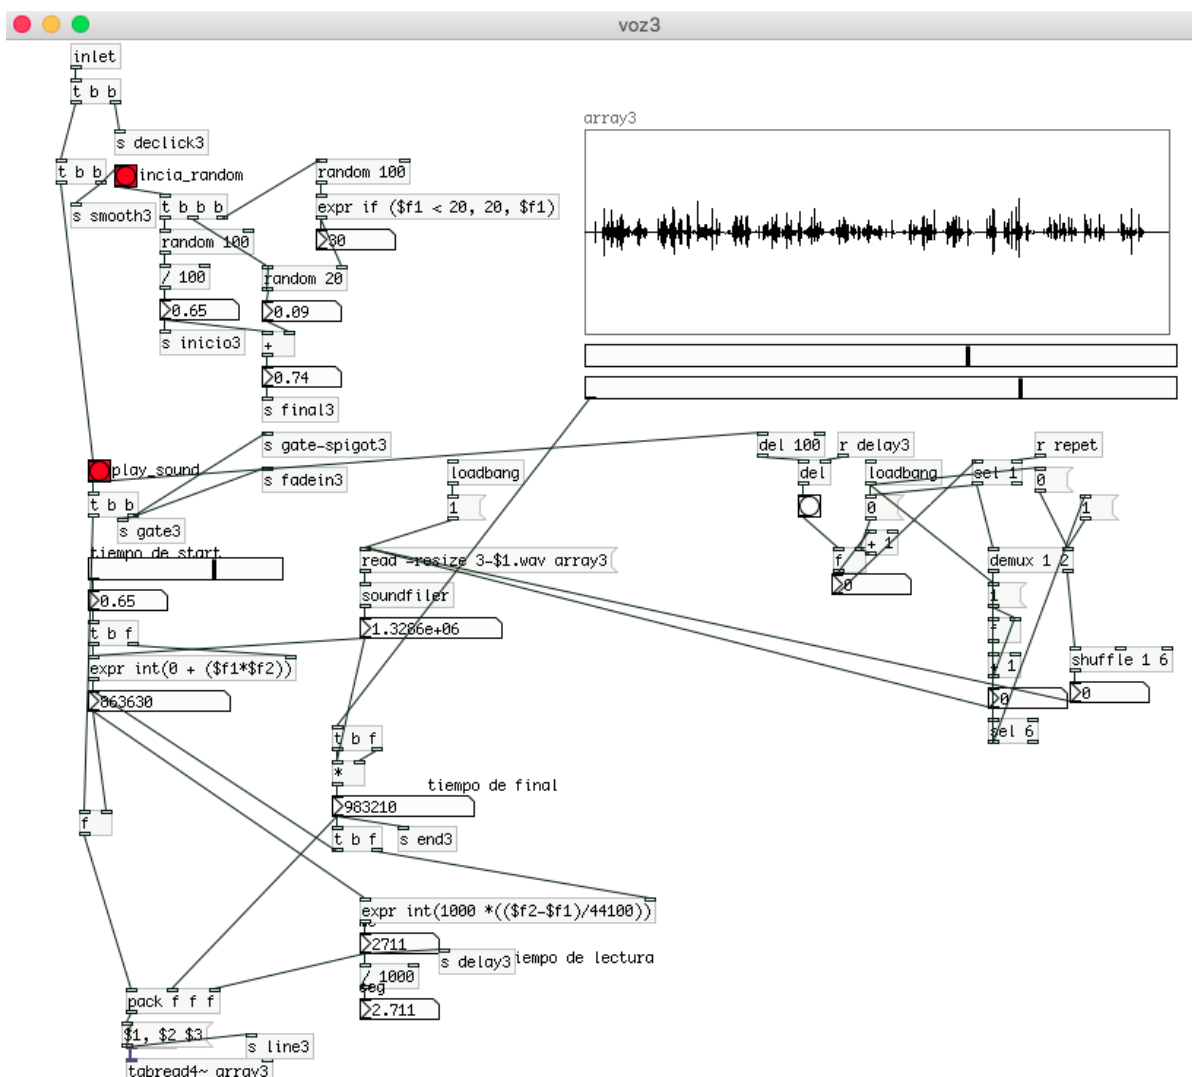 voz3
inlet
t b b
s declick3
array3
t b b
incia_random
random 100
s smooth3
t b b b
expr if ($f1 < 20, 20, $f1)
random 100
30
/ 100
random 20
0.65
0.09
s inicio3
+
0.74
s final3
s gate-spigot3
del 100
r delay3
r repet
play_sound
s fadein3
loadbang
del
loadbang
sel 1
0
t b b
1
0
1
s gate3
+ 1
tiempo de start
read -resize 3-$1.wav array3
f
demux 1 2
0
0.65
soundfiler
1
1.3286e+06
t b f
f
expr int(0 + ($f1*$f2))
+ 1
shuffle 1 6
863630
0
0
t b f
sel 6
*
tiempo de final
983210
f
t b f
s end3
expr int(1000 *(($f2-$f1)/44100))
2711
s delay3
iempo de lectura
/ 1000
seg
pack f f f
2.711
$1, $2 $3
s line3
tabread4~ array3